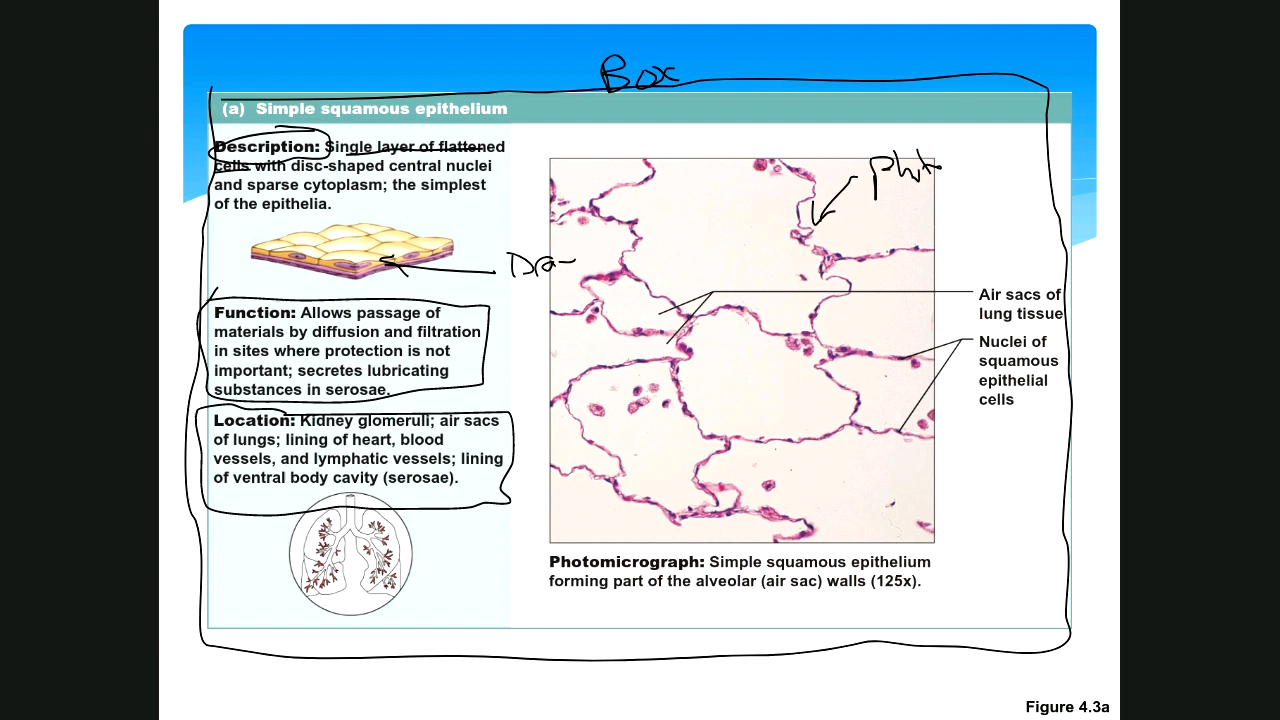 Box
(a) Simple squamous epithelium
Description: Single layer of flattened
cells with disc-shaped central nuclei
and sparse cytoplasm; the simplest
of the epithelia.
Function: Allows passage of
materials by diffusion and filtration
in sites where protection is not
important; secretes lubricating
substances in serosae.
Location: Kidney glomeruli; air sacs
of lungs; lining of heart, blood
vessels, and lymphatic vessels; lining
of ventral body cavity (serosae).
Air sacs of
lung tissue
Nuclei of
squamous
epithelial
cells
Photomicrograph: Simple squamous epithelium
forming part of the alveolar (air sac) walls (125x).
Figure 4.3a